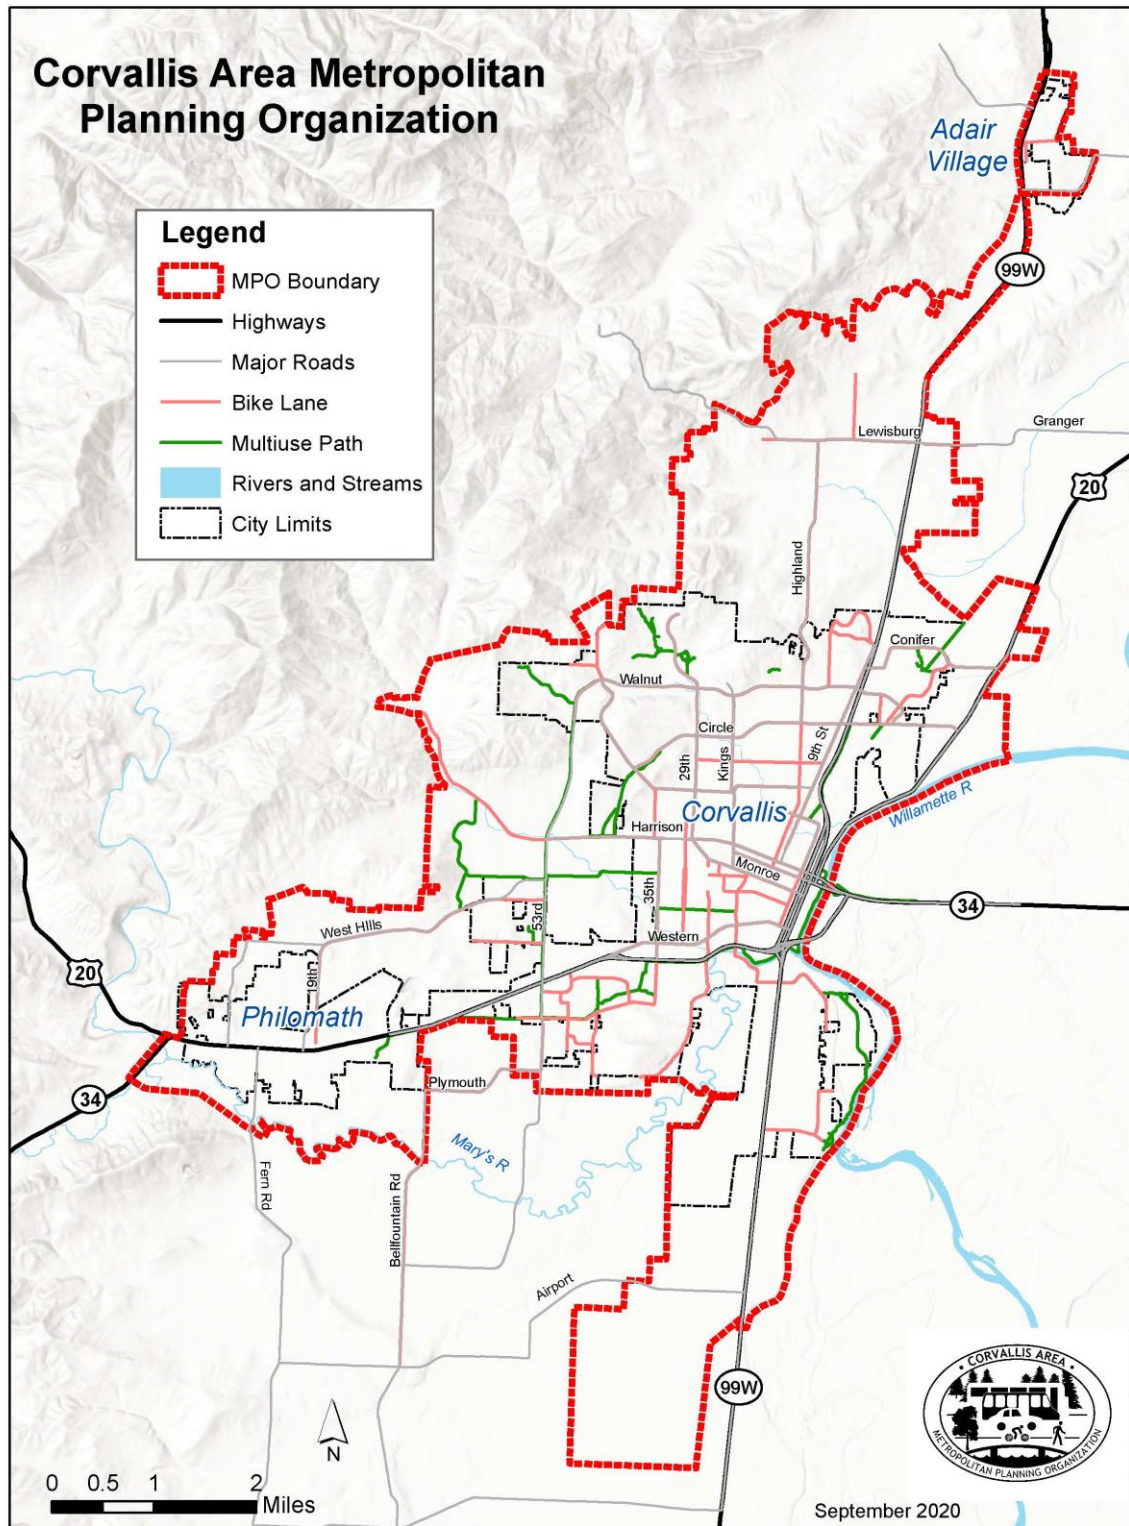 Corvallis Area Metropolitan
Planning Organization
Legend
MPO Boundary
Highways
Major Roads
Bike Lane
Multiuse Path
Rivers and Streams
City Limits
Adair
Village
99W
Lewisburg
Granger
20
Highland
Conifer
Walnut
Circle
9th St
29th
Kings
Corvallis
Willamette R
Harrison
Monroe
35th
53rd
34
West HIlls
Western
19th
20
Philomath
34
Plymouth
Mary's R
Fern Rd
Bellfountain Rd
Airport
99W
N
0 0.5 1 2
Miles
CORVALLIS AREA
METROPOLITAN PLANNING ORGANIZATION
September 2020